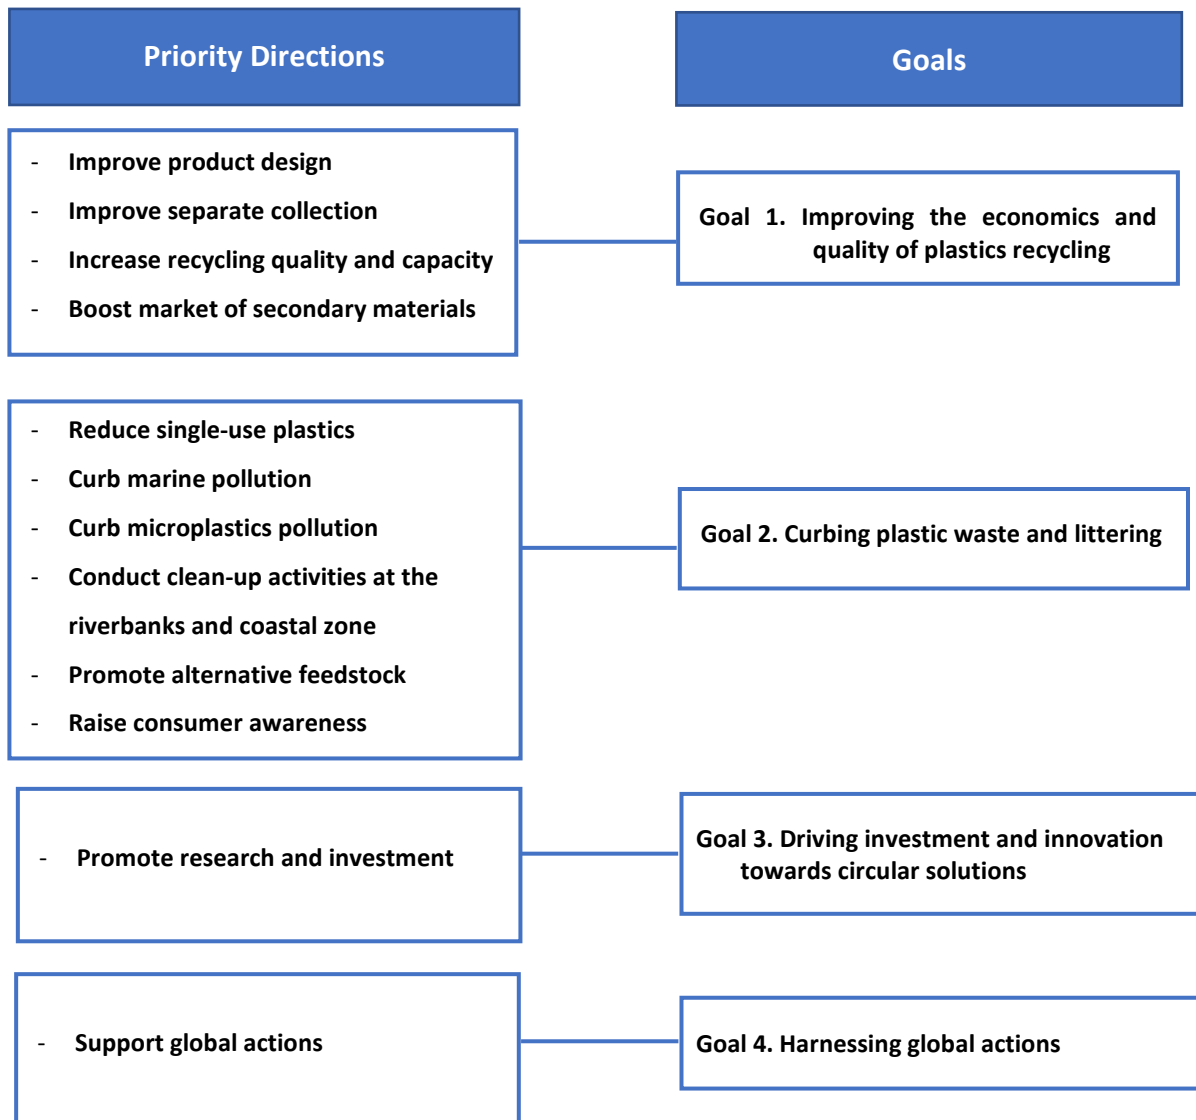 Priority Directions
Goals
- Improve product design
- Improve separate collection
- Increase recycling quality and capacity
- Boost market of secondary materials
Goal 1. Improving the economics and
quality of plastics recycling
- Reduce single-use plastics
- Curb marine pollution
- Curb microplastics pollution
- Conduct clean-up activities at the
riverbanks and coastal zone
- Promote alternative feedstock
- Raise consumer awareness
Goal 2. Curbing plastic waste and littering
- Promote research and investment
Goal 3. Driving investment and innovation
towards circular solutions
- Support global actions
Goal 4. Harnessing global actions